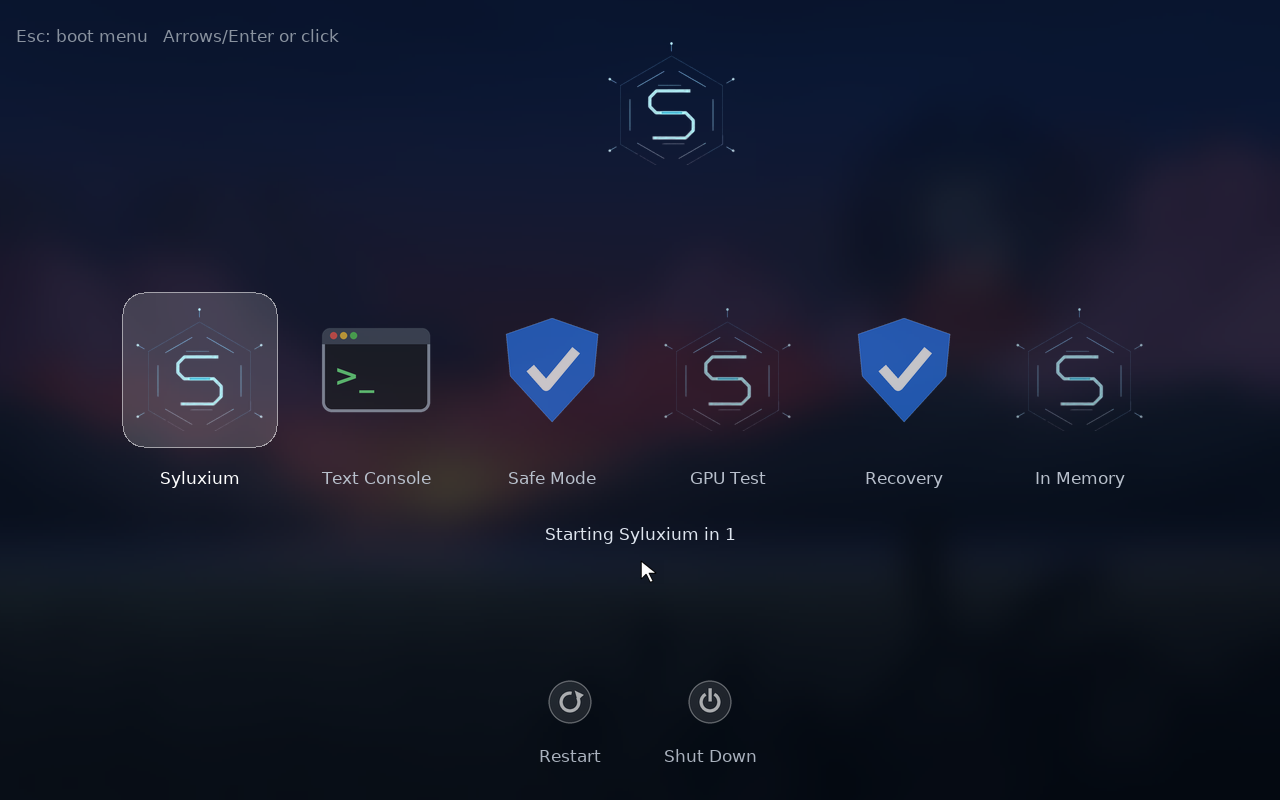 Esc: boot menu   Arrows/Enter or click
S
S
>_
S
S
Syluxium
Text Console
Safe Mode
GPU Test
Recovery
In Memory
Starting Syluxium in 1
Restart
Shut Down